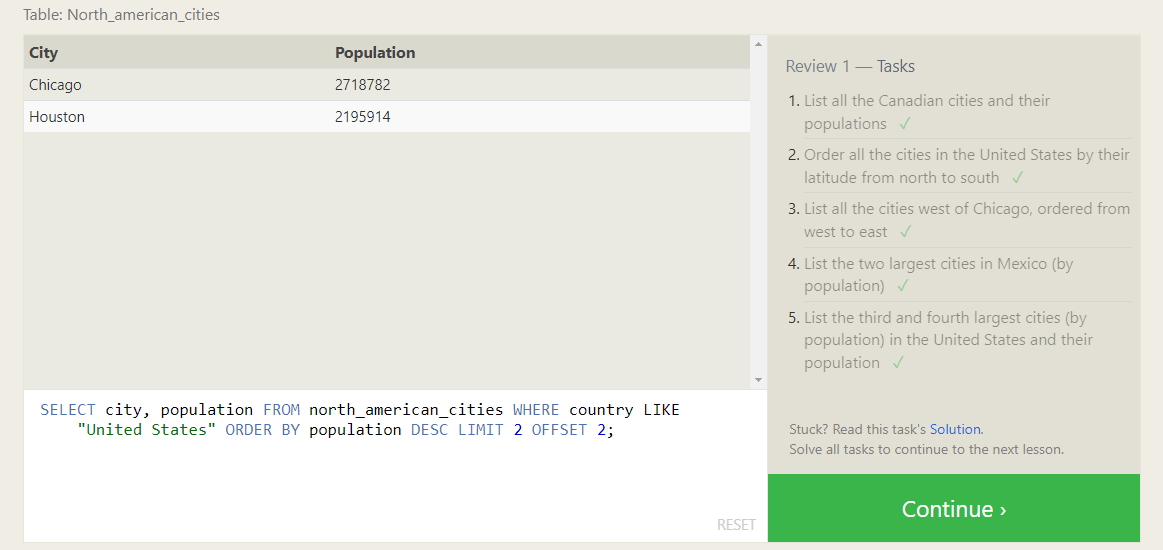 Table: North_american_cities
City Population
Chicago 2718782
Houston 2195914
SELECT city, population FROM north_american_cities WHERE country LIKE
"United States" ORDER BY population DESC LIMIT 2 OFFSET 2;
RESET
Review 1 — Tasks
1. List all the Canadian cities and their
populations ✓
2. Order all the cities in the United States by their
latitude from north to south ✓
3. List all the cities west of Chicago, ordered from
west to east ✓
4. List the two largest cities in Mexico (by
population) ✓
5. List the third and fourth largest cities (by
population) in the United States and their
population ✓
Stuck? Read this task's Solution.
Solve all tasks to continue to the next lesson.
Continue ›